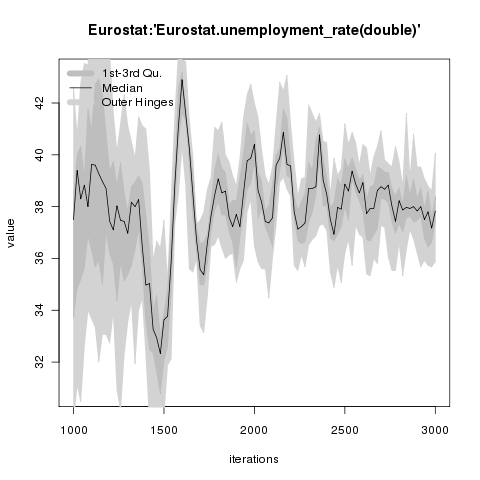 Eurostat:'Eurostat.unemployment_rate(double)'
1st-3rd Qu.
Median
Outer Hinges
value
42
40
38
36
34
32
1000
1500
2000
2500
3000
iterations